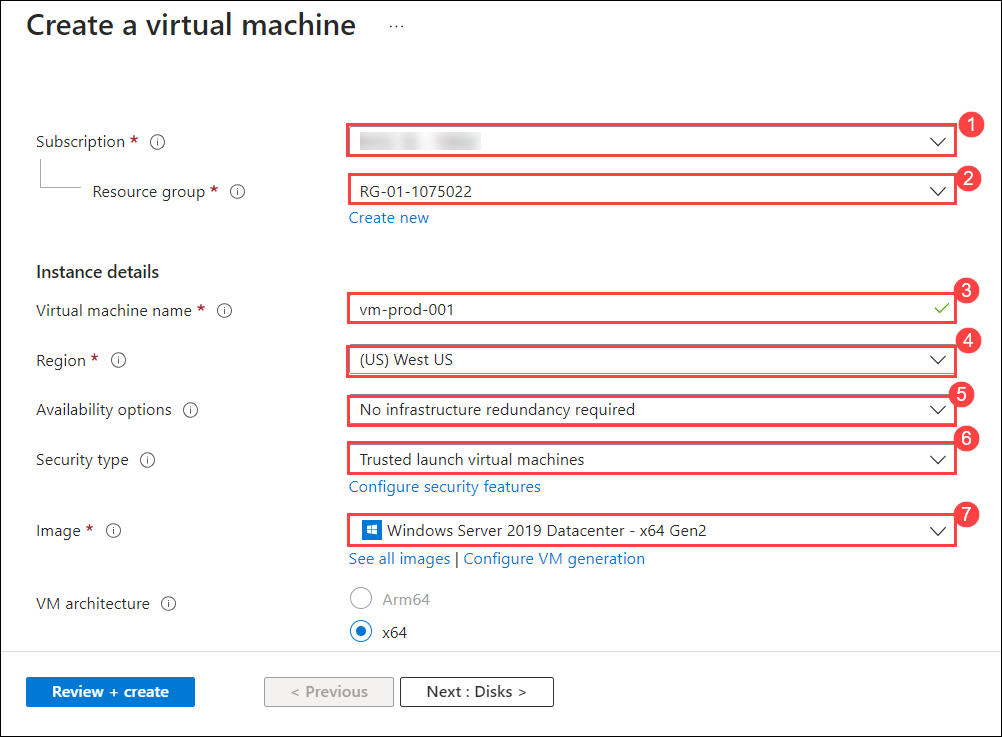 Create a virtual machine ...
1
Subscription *
2
Resource group * RG-01-1075022
Create new
Instance details
3
Virtual machine name * vm-prod-001
4
Region * (US) West US
5
Availability options No infrastructure redundancy required
6
Security type Trusted launch virtual machines
Configure security features
7
Image * Windows Server 2019 Datacenter - x64 Gen2
See all images | Configure VM generation
VM architecture Arm64
x64
Review + create < Previous Next : Disks >